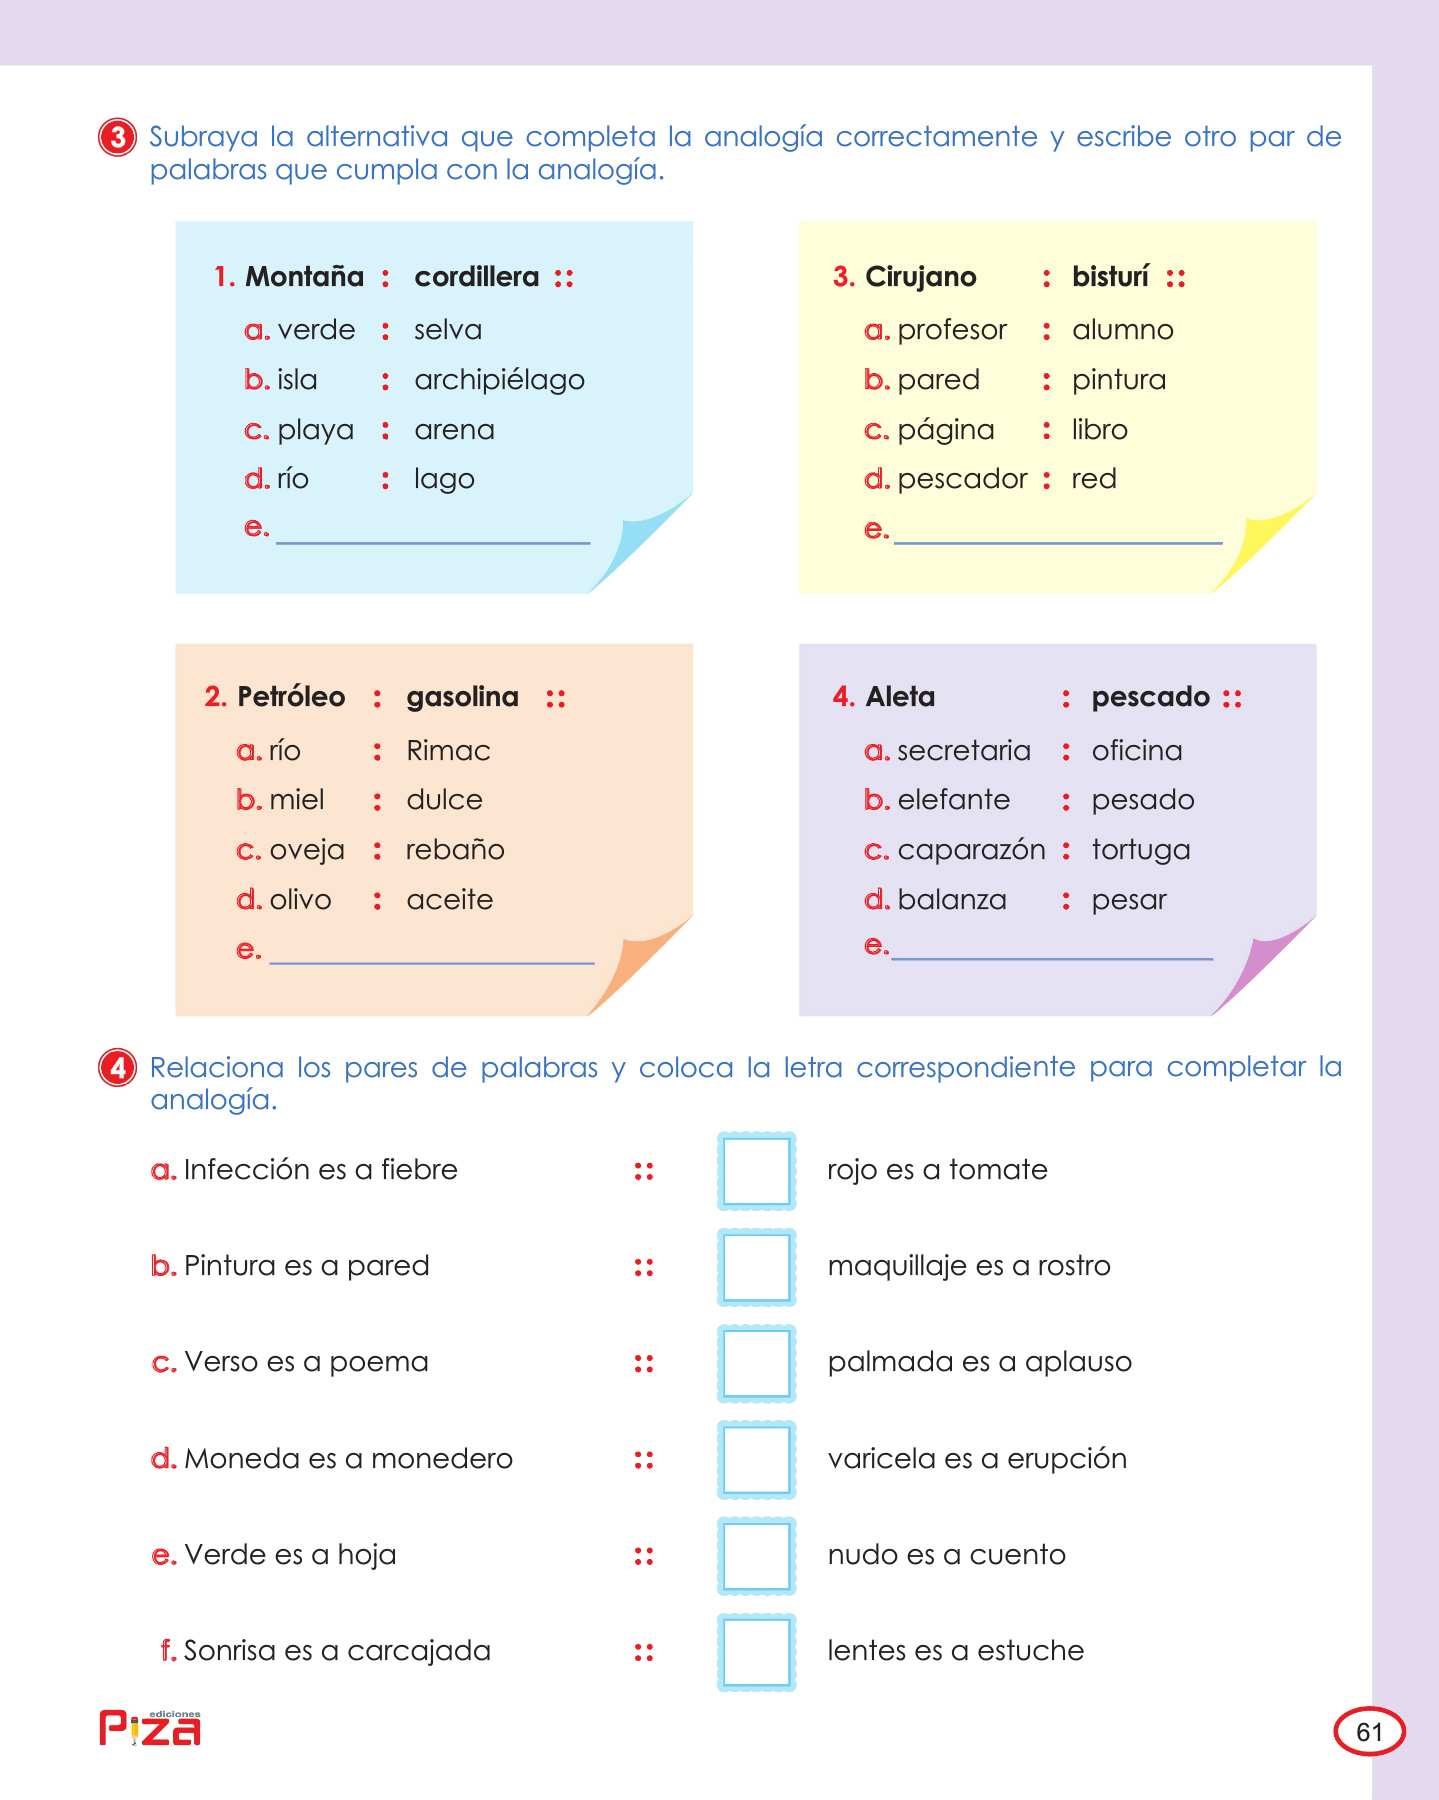 3 Subraya la alternativa que completa la analogía correctamente y escribe otro par de
palabras que cumpla con la analogía.
1. Montaña : cordillera ::
a. verde : selva
b. isla : archipiélago
c. playa : arena
d. río : lago
e. 
3. Cirujano : bisturí ::
a. profesor : alumno
b. pared : pintura
c. página : libro
d. pescador : red
e. 
2. Petróleo : gasolina ::
a. río : Rimac
b. miel : dulce
c. oveja : rebaño
d. olivo : aceite
e. 
4. Aleta : pescado ::
a. secretaria : oficina
b. elefante : pesado
c. caparazón : tortuga
d. balanza : pesar
e. 
4 Relaciona los pares de palabras y coloca la letra correspondiente para completar la
analogía.
a. Infección es a fiebre :: rojo es a tomate
b. Pintura es a pared :: maquillaje es a rostro
c. Verso es a poema :: palmada es a aplauso
d. Moneda es a monedero :: varicela es a erupción
e. Verde es a hoja :: nudo es a cuento
f. Sonrisa es a carcajada :: lentes es a estuche
ediciones
Piza
61